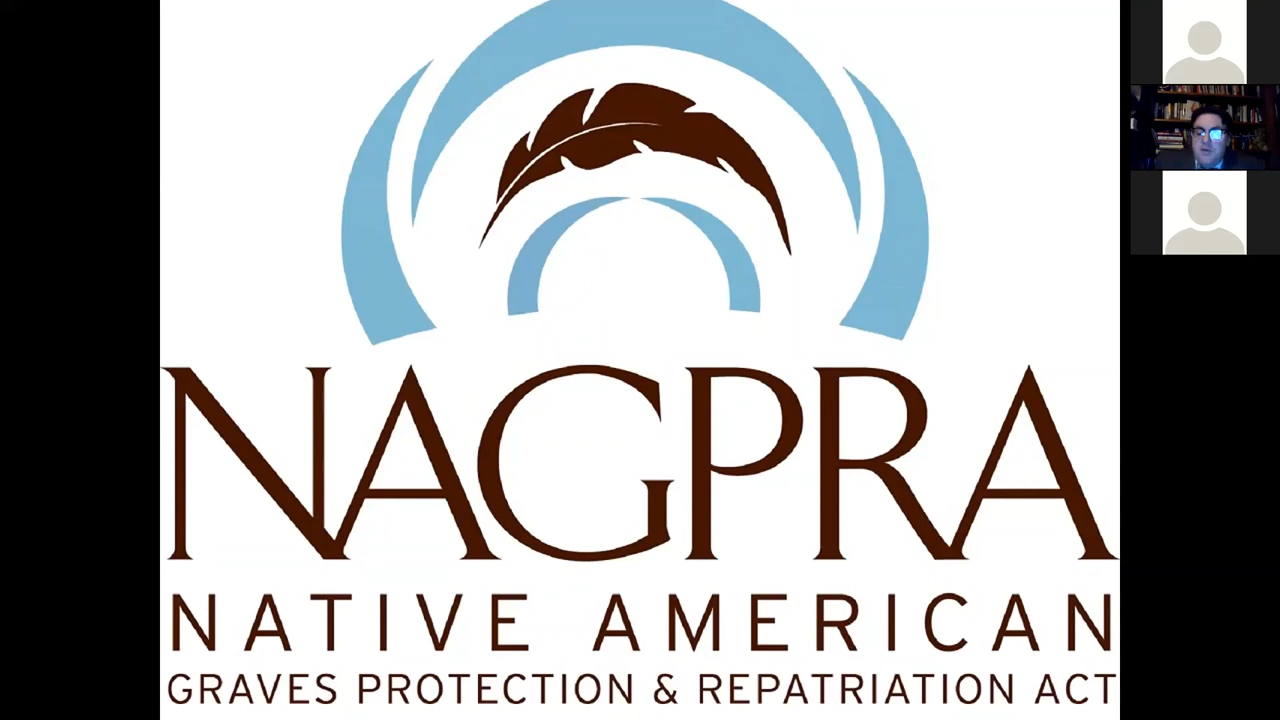 NAGPRA
NATIVE AMERICAN
GRAVES PROTECTION & REPATRIATION ACT